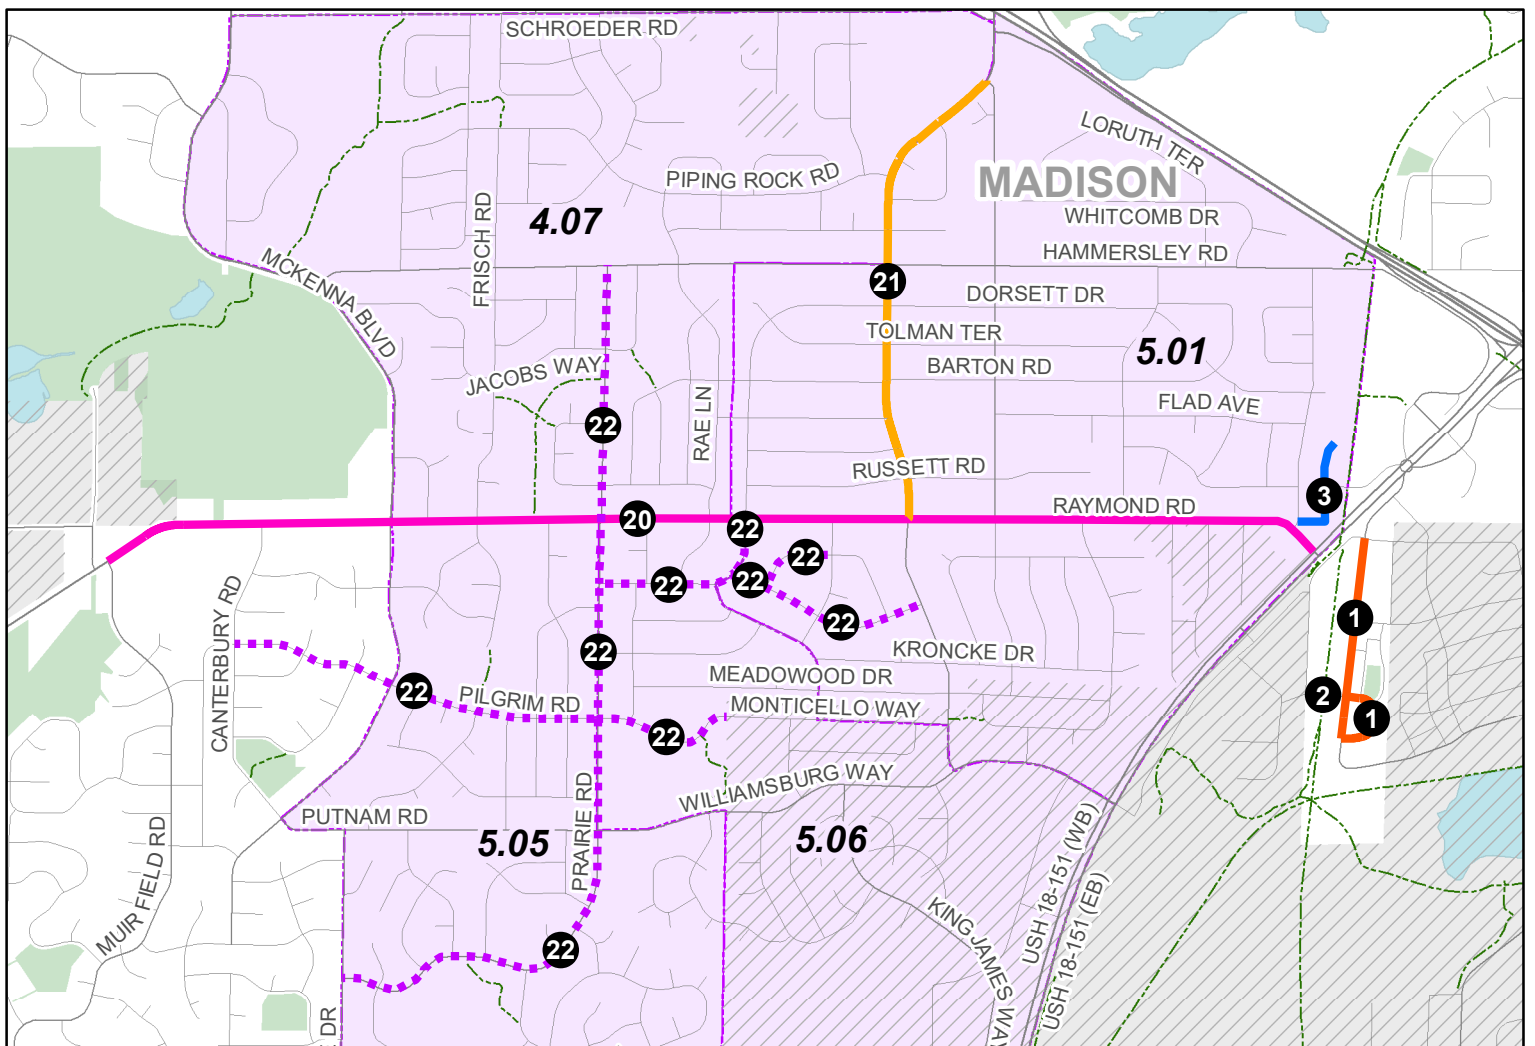 SCHROEDER RD
LORUTH TER
PIPING ROCK RD
MADISON
FRISCH RD
4.07
WHITCOMB DR
HAMMERSLEY RD
MCKENNA BLVD
21
DORSETT DR
TOLMAN TER
5.01
BARTON RD
JACOBS WAY
FLAD AVE
RAE LN
22
RUSSETT RD
3
RAYMOND RD
20
22
22
22
22
CANTERBURY RD
22
1
22
KRONCKE DR
MEADOWOOD DR
22
PILGRIM RD
2
MONTICELLO WAY
1
22
WILLIAMSBURG WAY
PUTNAM RD
PRAIRIE RD
5.05
5.06
MUIR FIELD RD
USH 18-151 (WB)
USH 18-151 (EB)
KING JAMES WAY
22
DR